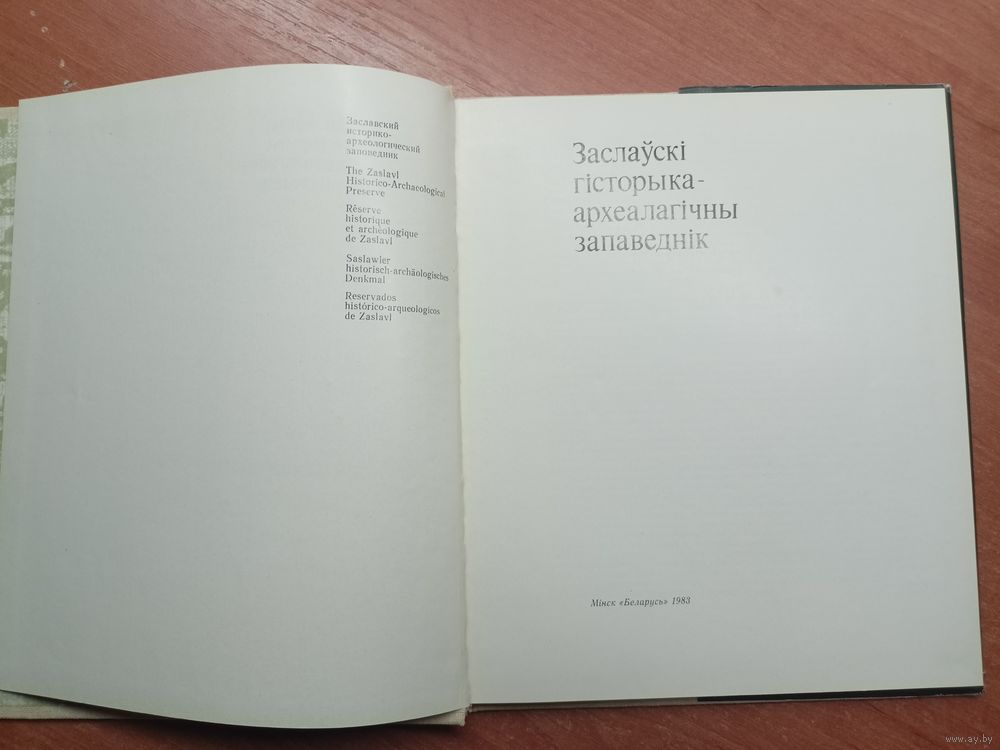 Заславский
историко-
археологический
заповедник
The Zaslavl
Historico-Archaeological
Preserve
Réserve
historique
et archéologique
de Zaslavl
Saslawler
historisch-archäologisches
Denkmal
Reservados
histórico-arqueologicos
de Zaslavl
Заслаўскі
гісторыка-
археалагічны
запаведнік
Мінск «Беларусь» 1983
www.ay.by